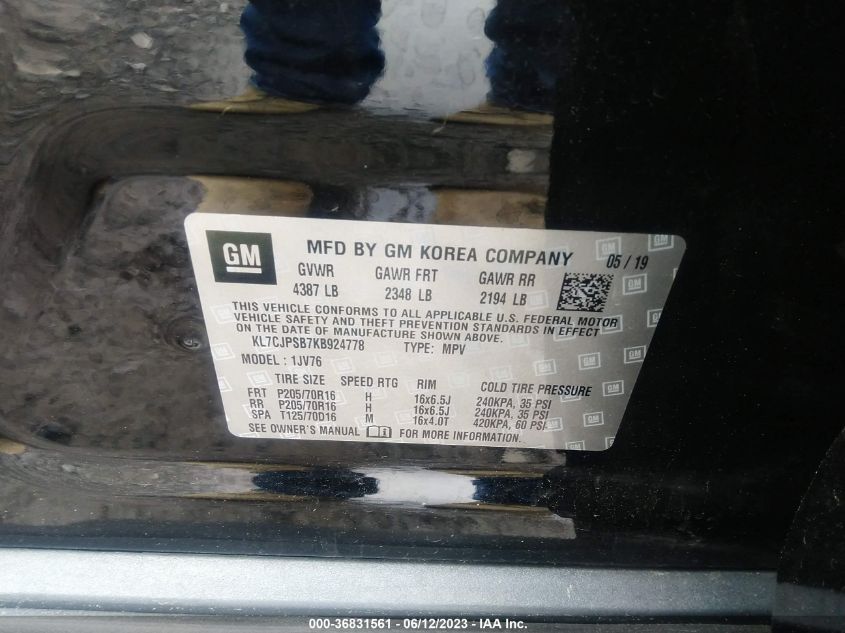 GM
MFD BY GM KOREA COMPANY 05 / 19
GVWR GAWR FRT GAWR RR
4387 LB 2348 LB 2194 LB
THIS VEHICLE CONFORMS TO ALL APPLICABLE U.S. FEDERAL MOTOR
VEHICLE SAFETY AND THEFT PREVENTION STANDARDS IN EFFECT
ON THE DATE OF MANUFACTURE SHOWN ABOVE.
KL7CJPSB7KB924778 TYPE: MPV
MODEL : 1JV76
TIRE SIZE SPEED RTG RIM COLD TIRE PRESSURE
FRT P205/70R16 H 16x6.5J 240KPA, 35 PSI
RR P205/70R16 H 16x6.5J 240KPA, 35 PSI
SPA T125/70D16 M 16x4.0T 420KPA, 60 PSI
SEE OWNER'S MANUAL FOR MORE INFORMATION.
000-36831561 - 06/12/2023 - IAA Inc.